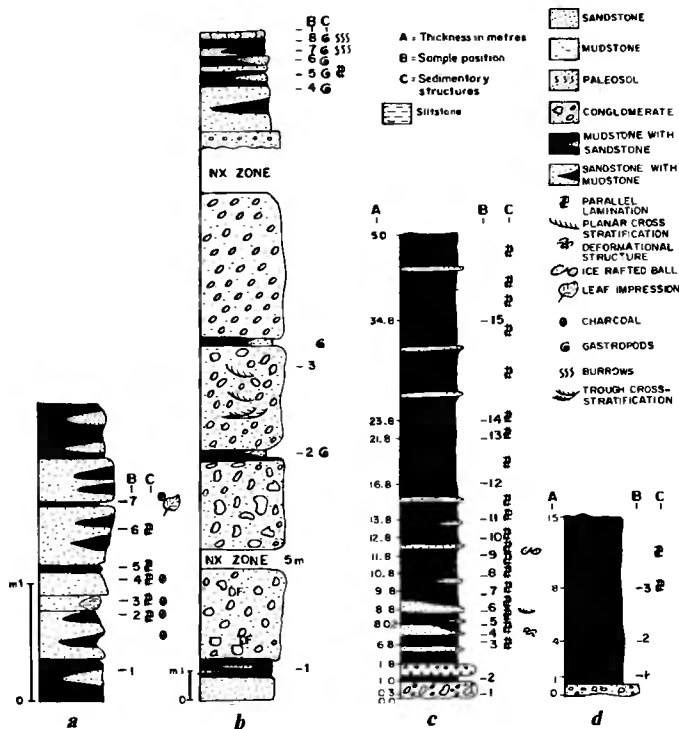 A = Thickness in metres
B = Sample position
C = Sedimentary
structures
Siltstone
SANDSTONE
MUDSTONE
PALEOSOL
CONGLOMERATE
MUDSTONE WITH
SANDSTONE
SANDSTONE WITH
MUDSTONE
PARALLEL
LAMINATION
PLANAR CROSS
STRATIFICATION
DEFORMATIONAL
STRUCTURE
ICE RAFTED BALL
LEAF IMPRESSION
CHARCOAL
GASTROPODS
BURROWS
TROUGH CROSS-
STRATIFICATION
B C
7
6
5
4
3
2
1
m1
0
a
B C
8 G SSS
7 G SSS
6 G
5 G
4 G
NX ZONE
G
3
2 G
NX ZONE 5m
DF
DF
1
m1
0
b
A B C
50
34.8 15
23.8 14
21.8 13
16.8 12
13.8 11
12.8 10
11.8 9
10.8 8
9.8 7
8.8 6
8.02 5
4
6.8 3
1.8
1.0 2
0.3 1
0.0
c
A B C
15
8 3
4 2
1 1
0
d